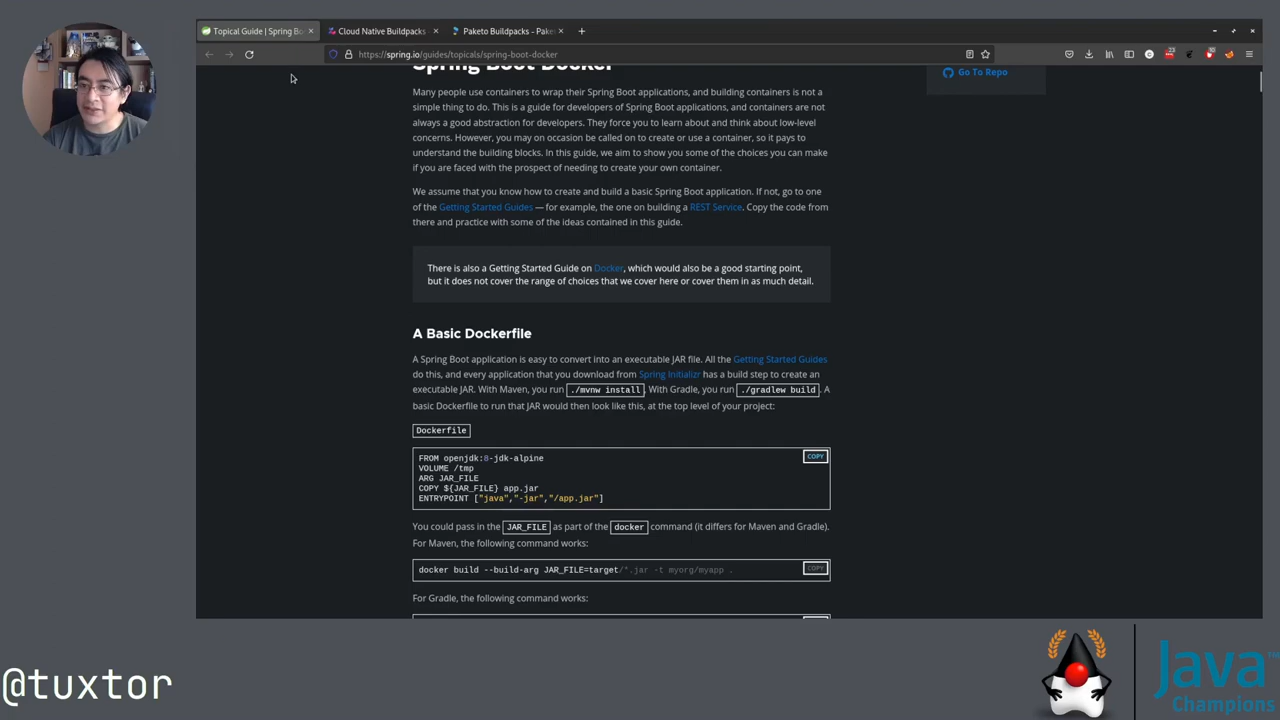 Topical Guide | Spring Bo
Cloud Native Buildpacks
Paketo Buildpacks - Pake
https://spring.io/guides/topicals/spring-boot-docker
Spring Boot Docker
Go To Repo
Many people use containers to wrap their Spring Boot applications, and building containers is not a
simple thing to do. This is a guide for developers of Spring Boot applications, and containers are not
always a good abstraction for developers. They force you to learn about and think about low-level
concerns. However, you may on occasion be called on to create or use a container, so it pays to
understand the building blocks. In this guide, we aim to show you some of the choices you can make
if you are faced with the prospect of needing to create your own container.
We assume that you know how to create and build a basic Spring Boot application. If not, go to one
of the Getting Started Guides — for example, the one on building a REST Service. Copy the code from
there and practice with some of the ideas contained in this guide.
There is also a Getting Started Guide on Docker, which would also be a good starting point,
but it does not cover the range of choices that we cover here or cover them in as much detail.
A Basic Dockerfile
A Spring Boot application is easy to convert into an executable JAR file. All the Getting Started Guides
do this, and every application that you download from Spring Initializr has a build step to create an
executable JAR. With Maven, you run ./mvnw install, With Gradle, you run ./gradlew build. A
basic Dockerfile to run that JAR would then look like this, at the top level of your project:
Dockerfile
COPY
FROM openjdk:8-jdk-alpine
VOLUME /tmp
ARG JAR_FILE
COPY ${JAR_FILE} app.jar
ENTRYPOINT ["java","-jar","/app.jar"]
You could pass in the JAR_FILE as part of the docker command (it differs for Maven and Gradle).
For Maven, the following command works:
docker build --build-arg JAR_FILE=target/*.jar -t myorg/myapp .
COPY
For Gradle, the following command works:
@tuxtor
Java
Champions